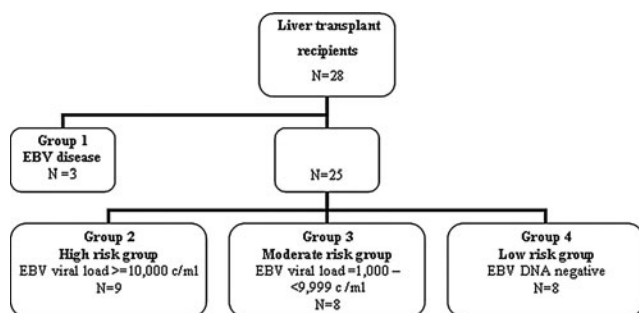 Liver transplant
recipients
N=28
Group 1
EBV disease
N =3
N=25
Group 2
High risk group
EBV viral load >=10,000 c/ml
N=9
Group 3
Moderate risk group
EBV viral load =1,000 –
<9,999 c /ml
N=8
Group 4
Low risk group
EBV DNA negative
N=8